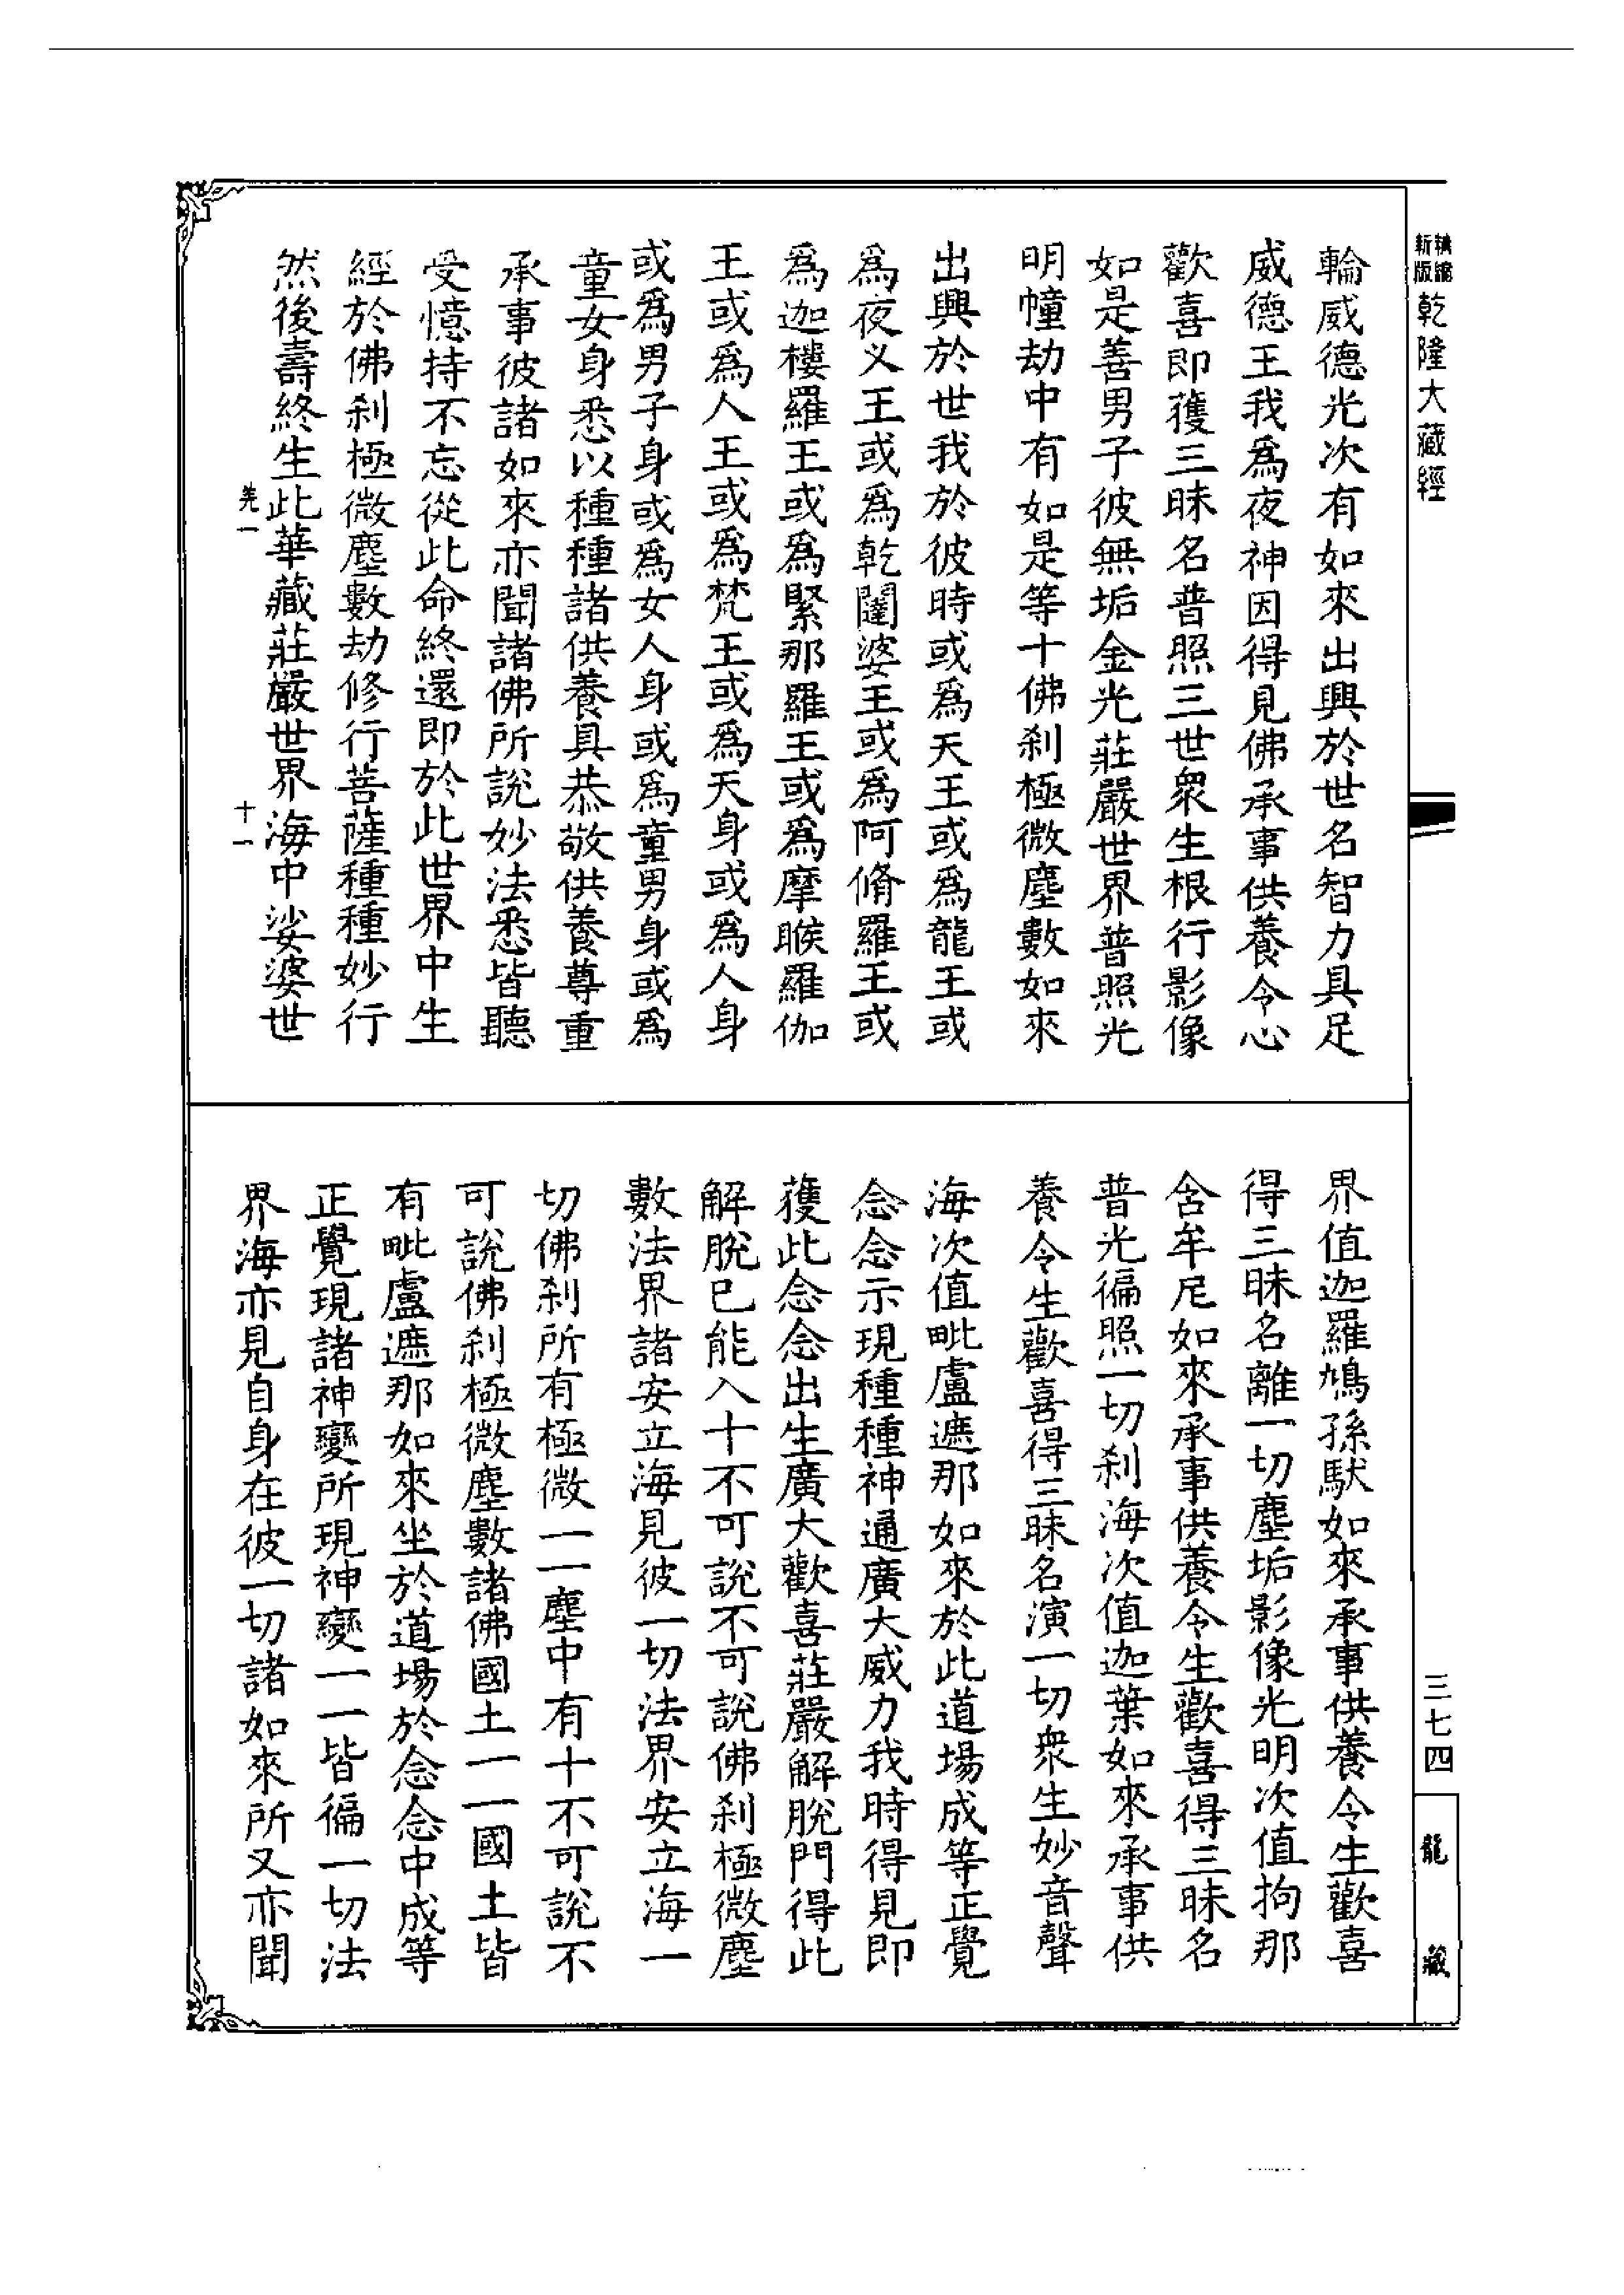 新版
精縮
乾隆大藏經
輪威德光次有如來出興於世名智力具足
威德王我為夜神因得見佛承事供養令心
歡喜即獲三昧名普照三世衆生根行影像
如是善男子彼無垢金光莊嚴世界普照光
明幢劫中有如是等十佛刹極微塵數如來
出興於世我於彼時或為天王或為龍王或
為夜义王或為乾闥婆王或為阿脩羅王或
為迦樓羅王或為緊那羅王或為摩睺羅伽
王或為人王或為梵王或為天身或為人身
或為男子身或為女人身或為童男身或為
童女身悉以種種諸供養具恭敬供養尊重
承事彼諸如來亦聞諸佛所說妙法悉皆聽
受憶持不忘從此命終還即於此世界中生
經於佛刹極微塵數劫修行菩薩種種妙行
然後壽終生此華藏莊嚴世界海中娑婆世
十一
界值迦羅鳩孫馱如來承事供養令生歡喜
得三昧名離一切塵垢影像光明次值拘那
含牟尼如來承事供養令生歡喜得三昧名
普光徧照一切刹海次值迦葉如來承事供
養令生歡喜得三昧名演一切衆生妙音聲
海次值毗盧遮那如來於此道場成等正覺
念念示現種種神通廣大威力我時得見即
獲此念念出生廣大歡喜莊嚴解脫門得此
解脫已能入十不可說不可說佛刹極微塵
數法界諸安立海見彼一切法界安立海一
切佛刹所有極微一一塵中有十不可說不
可說佛刹極微塵數諸佛國土一一國土皆
有毗盧遮那如來坐於道場於念念中成等
正覺現諸神變所現神變一一皆徧一切法
界海亦見自身在彼一切諸如來所又亦聞
三七四
龍藏